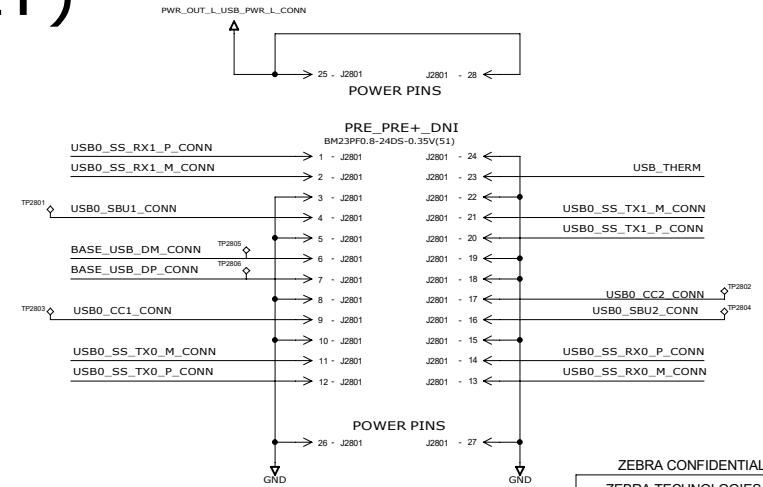 PWR_OUT_L_USB_PWR_L_CONN
25 - J2801 J2801 - 28
POWER PINS
PRE_PRE+_DNI
BM23PF0.8-24DS-0.35V(51)
USB0_SS_RX1_P_CONN 1 - J2801 J2801 - 24
USB0_SS_RX1_M_CONN 2 - J2801 J2801 - 23 USB_THERM
3 - J2801 J2801 - 22
TP2801 USB0_SBU1_CONN 4 - J2801 J2801 - 21 USB0_SS_TX1_M_CONN
5 - J2801 J2801 - 20 USB0_SS_TX1_P_CONN
BASE_USB_DM_CONN TP2805 6 - J2801 J2801 - 19
BASE_USB_DP_CONN TP2806 7 - J2801 J2801 - 18
8 - J2801 J2801 - 17 USB0_CC2_CONN TP2802
TP2803 USB0_CC1_CONN 9 - J2801 J2801 - 16 USB0_SBU2_CONN TP2804
10 - J2801 J2801 - 15
USB0_SS_TX0_M_CONN 11 - J2801 J2801 - 14 USB0_SS_RX0_P_CONN
USB0_SS_TX0_P_CONN 12 - J2801 J2801 - 13 USB0_SS_RX0_M_CONN
POWER PINS
26 - J2801 J2801 - 27
GND GND
ZEBRA CONFIDENTIAL